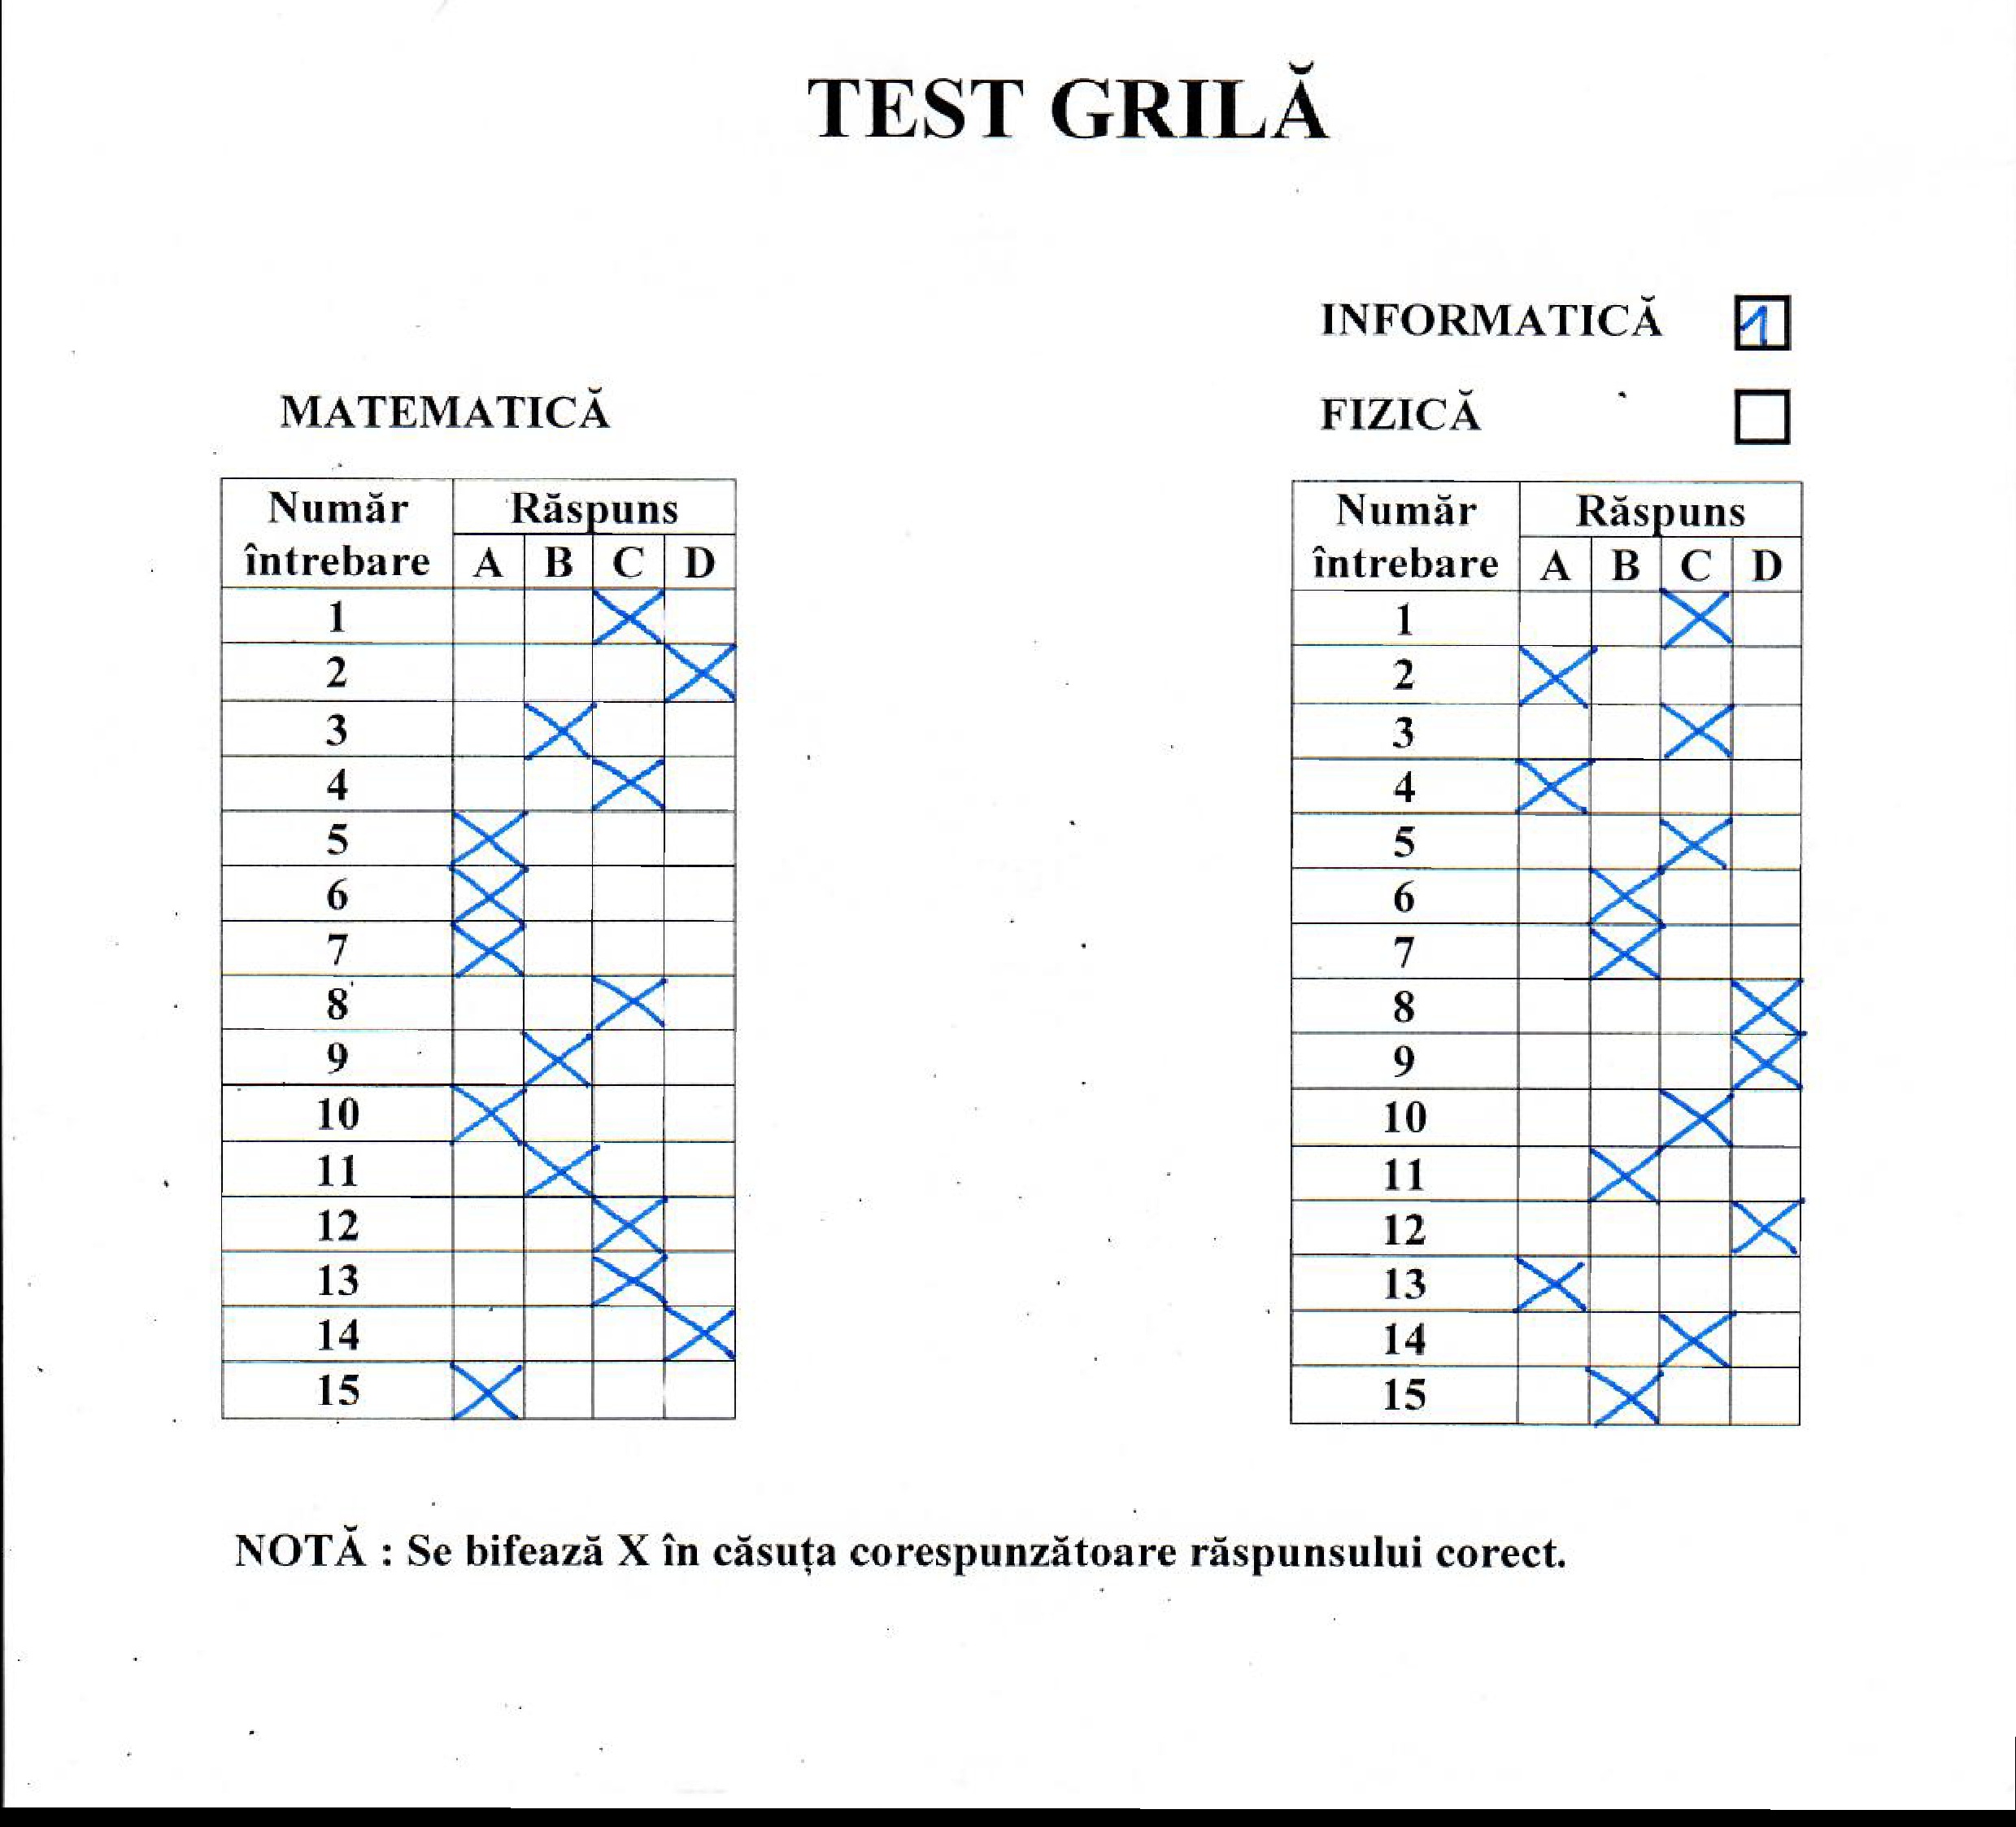 TEST GRILĂ
INFORMATICĂ 1
FIZICĂ
MATEMATICĂ
Număr întrebare Răspuns
A B C D
1 X
2 X
3 X
4 X
5 X
6 X
7 X
8 X
9 X
10 X
11 X
12 X
13 X
14 X
15 X
Număr întrebare Răspuns
A B C D
1 X
2 X
3 X
4 X
5 X
6 X
7 X
8 X
9 X
10 X
11 X
12 X
13 X
14 X
15 X
NOTĂ : Se bifează X în căsuța corespunzătoare răspunsului corect.